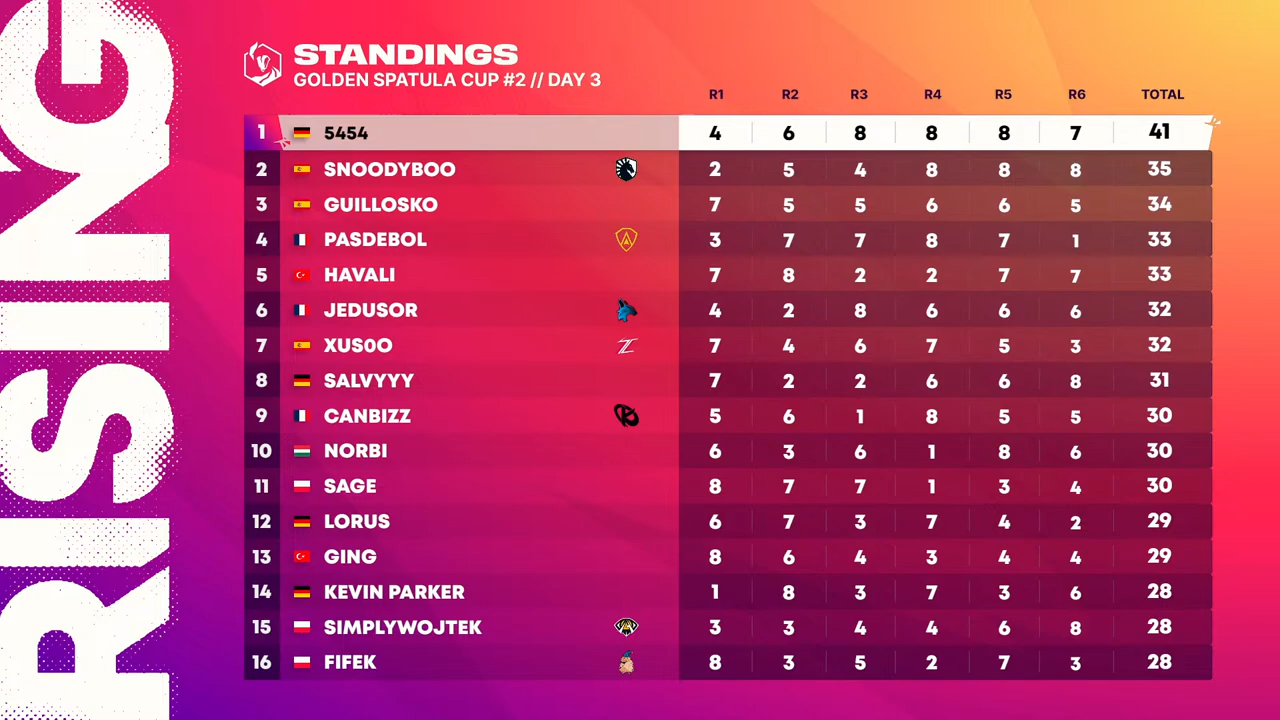 RISING
STANDINGS
GOLDEN SPATULA CUP #2 // DAY 3
R1 R2 R3 R4 R5 R6 TOTAL
1 5454 4 6 8 8 8 7 41
2 SNOODYBOO 2 5 4 8 8 8 35
3 GUILLOSKO 7 5 5 6 6 5 34
4 PASDEBOL 3 7 7 8 7 1 33
5 HAVALI 7 8 2 2 7 7 33
6 JEDUSOR 4 2 8 6 6 6 32
7 XUS0O 7 4 6 7 5 3 32
8 SALVYYY 7 2 2 6 6 8 31
9 CANBIZZ 5 6 1 8 5 5 30
10 NORBI 6 3 6 1 8 6 30
11 SAGE 8 7 7 1 3 4 30
12 LORUS 6 7 3 7 4 2 29
13 GING 8 6 4 3 4 4 29
14 KEVIN PARKER 1 8 3 7 3 6 28
15 SIMPLYWOJTEK 3 3 4 4 6 8 28
16 FIFEK 8 3 5 2 7 3 28